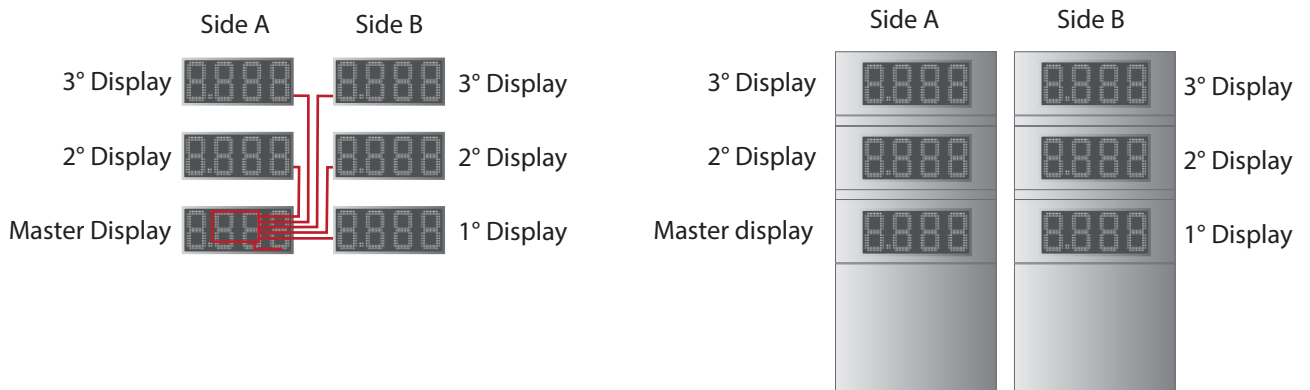 Side A Side B
3° Display 3° Display
2° Display 2° Display
Master Display 1° Display
Side A Side B
3° Display 3° Display
2° Display 2° Display
Master display 1° Display